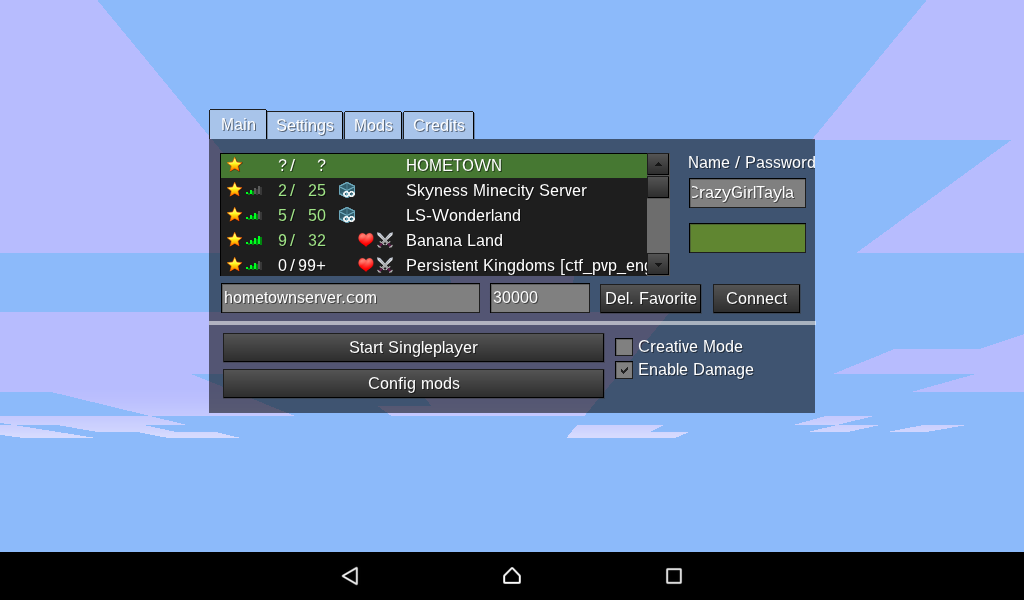 Main Settings Mods Credits
Name / Password
? / ? HOMETOWN
CrazyGirlTayla
2 / 25 Skyness Minecity Server
5 / 50 LS-Wonderland
9 / 32 Banana Land
0 / 99+ Persistent Kingdoms [ctf_pvp_eng
hometownserver.com 30000 Del. Favorite Connect
Start Singleplayer
Creative Mode
Enable Damage
Config mods